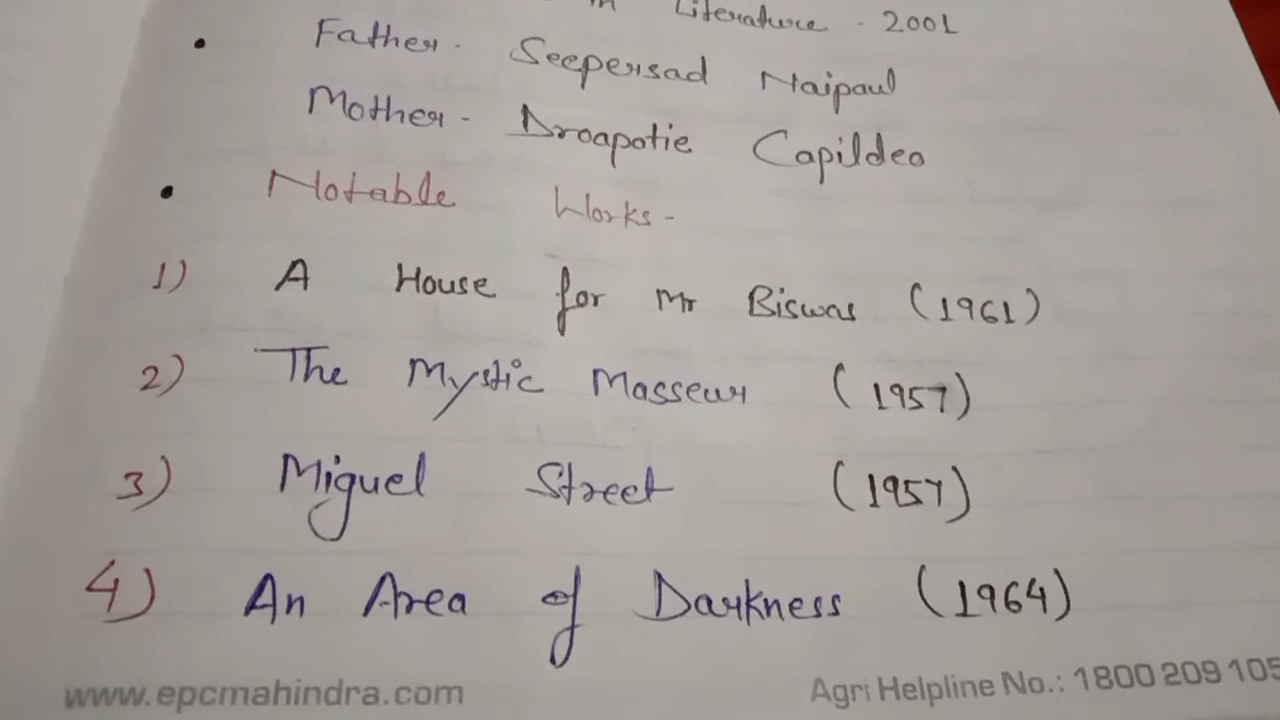 in Literature - 2001
Father - Seepersad Naipaul
Mother - Droapatie Capildeo
Notable Works -
1) A House for Mr Biswas (1961)
2) The Mystic Masseur (1957)
3) Miguel Street (1957)
4) An Area of Darkness (1964)
www.epcmahindra.com
Agri Helpline No.: 1800 209 105